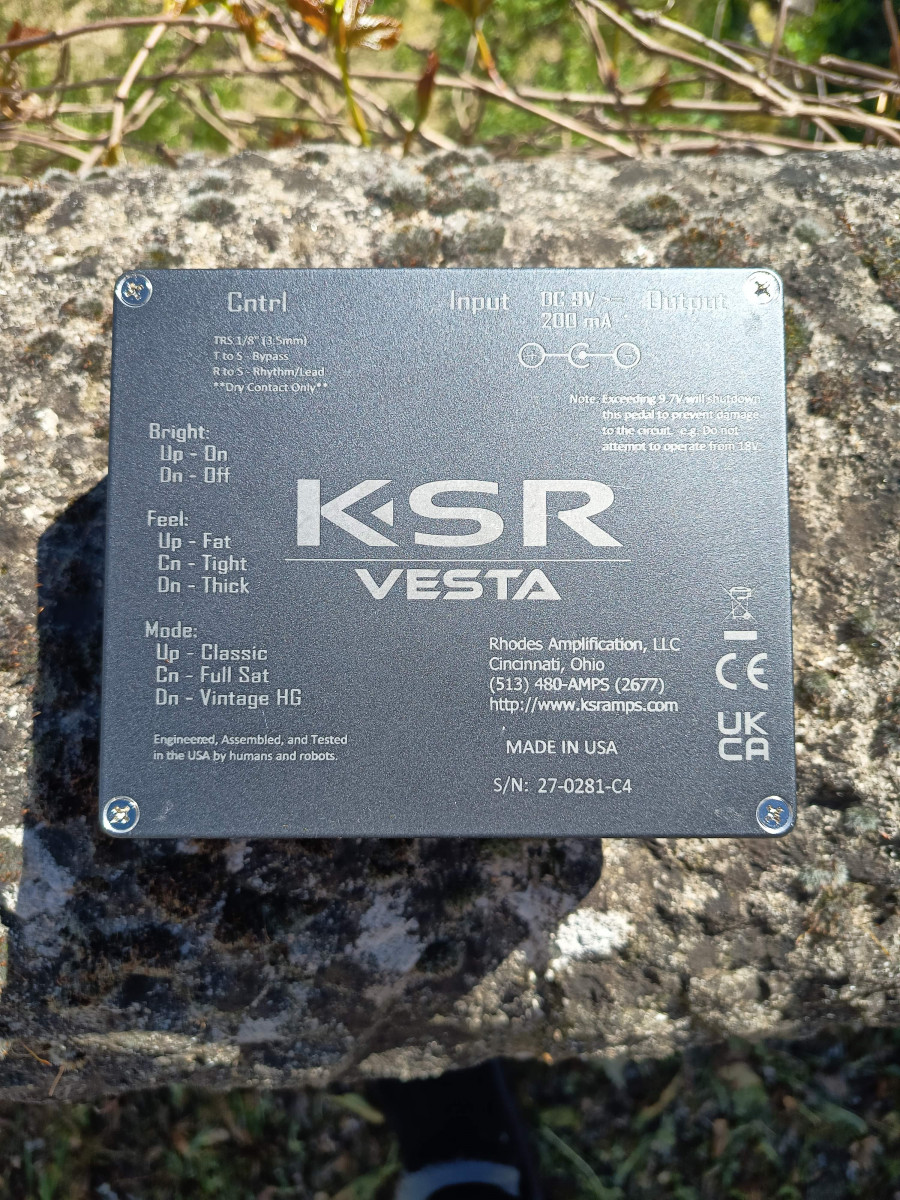 Cntrl
TRS 1/8" (3.5mm)
T to S - Bypass
R to S - Rhythm/Lead
**Dry Contact Only**
Input
DC 9V
200 mA
Output
Note: Exceeding 9.7V will shutdown
this pedal to prevent damage
to the circuit. e.g. Do not
attempt to operate from 18V.
Bright:
Up - On
Dn - Off
Feel:
Up - Fat
Cn - Tight
Dn - Thick
Mode:
Up - Classic
Cn - Full Sat
Dn - Vintage HG
Engineered, Assembled, and Tested
in the USA by humans and robots.
KSR
VESTA
Rhodes Amplification, LLC
Cincinnati, Ohio
(513) 480-AMPS (2677)
http://www.ksramps.com
MADE IN USA
S/N: 27-0281-C4
CE
UK
CA